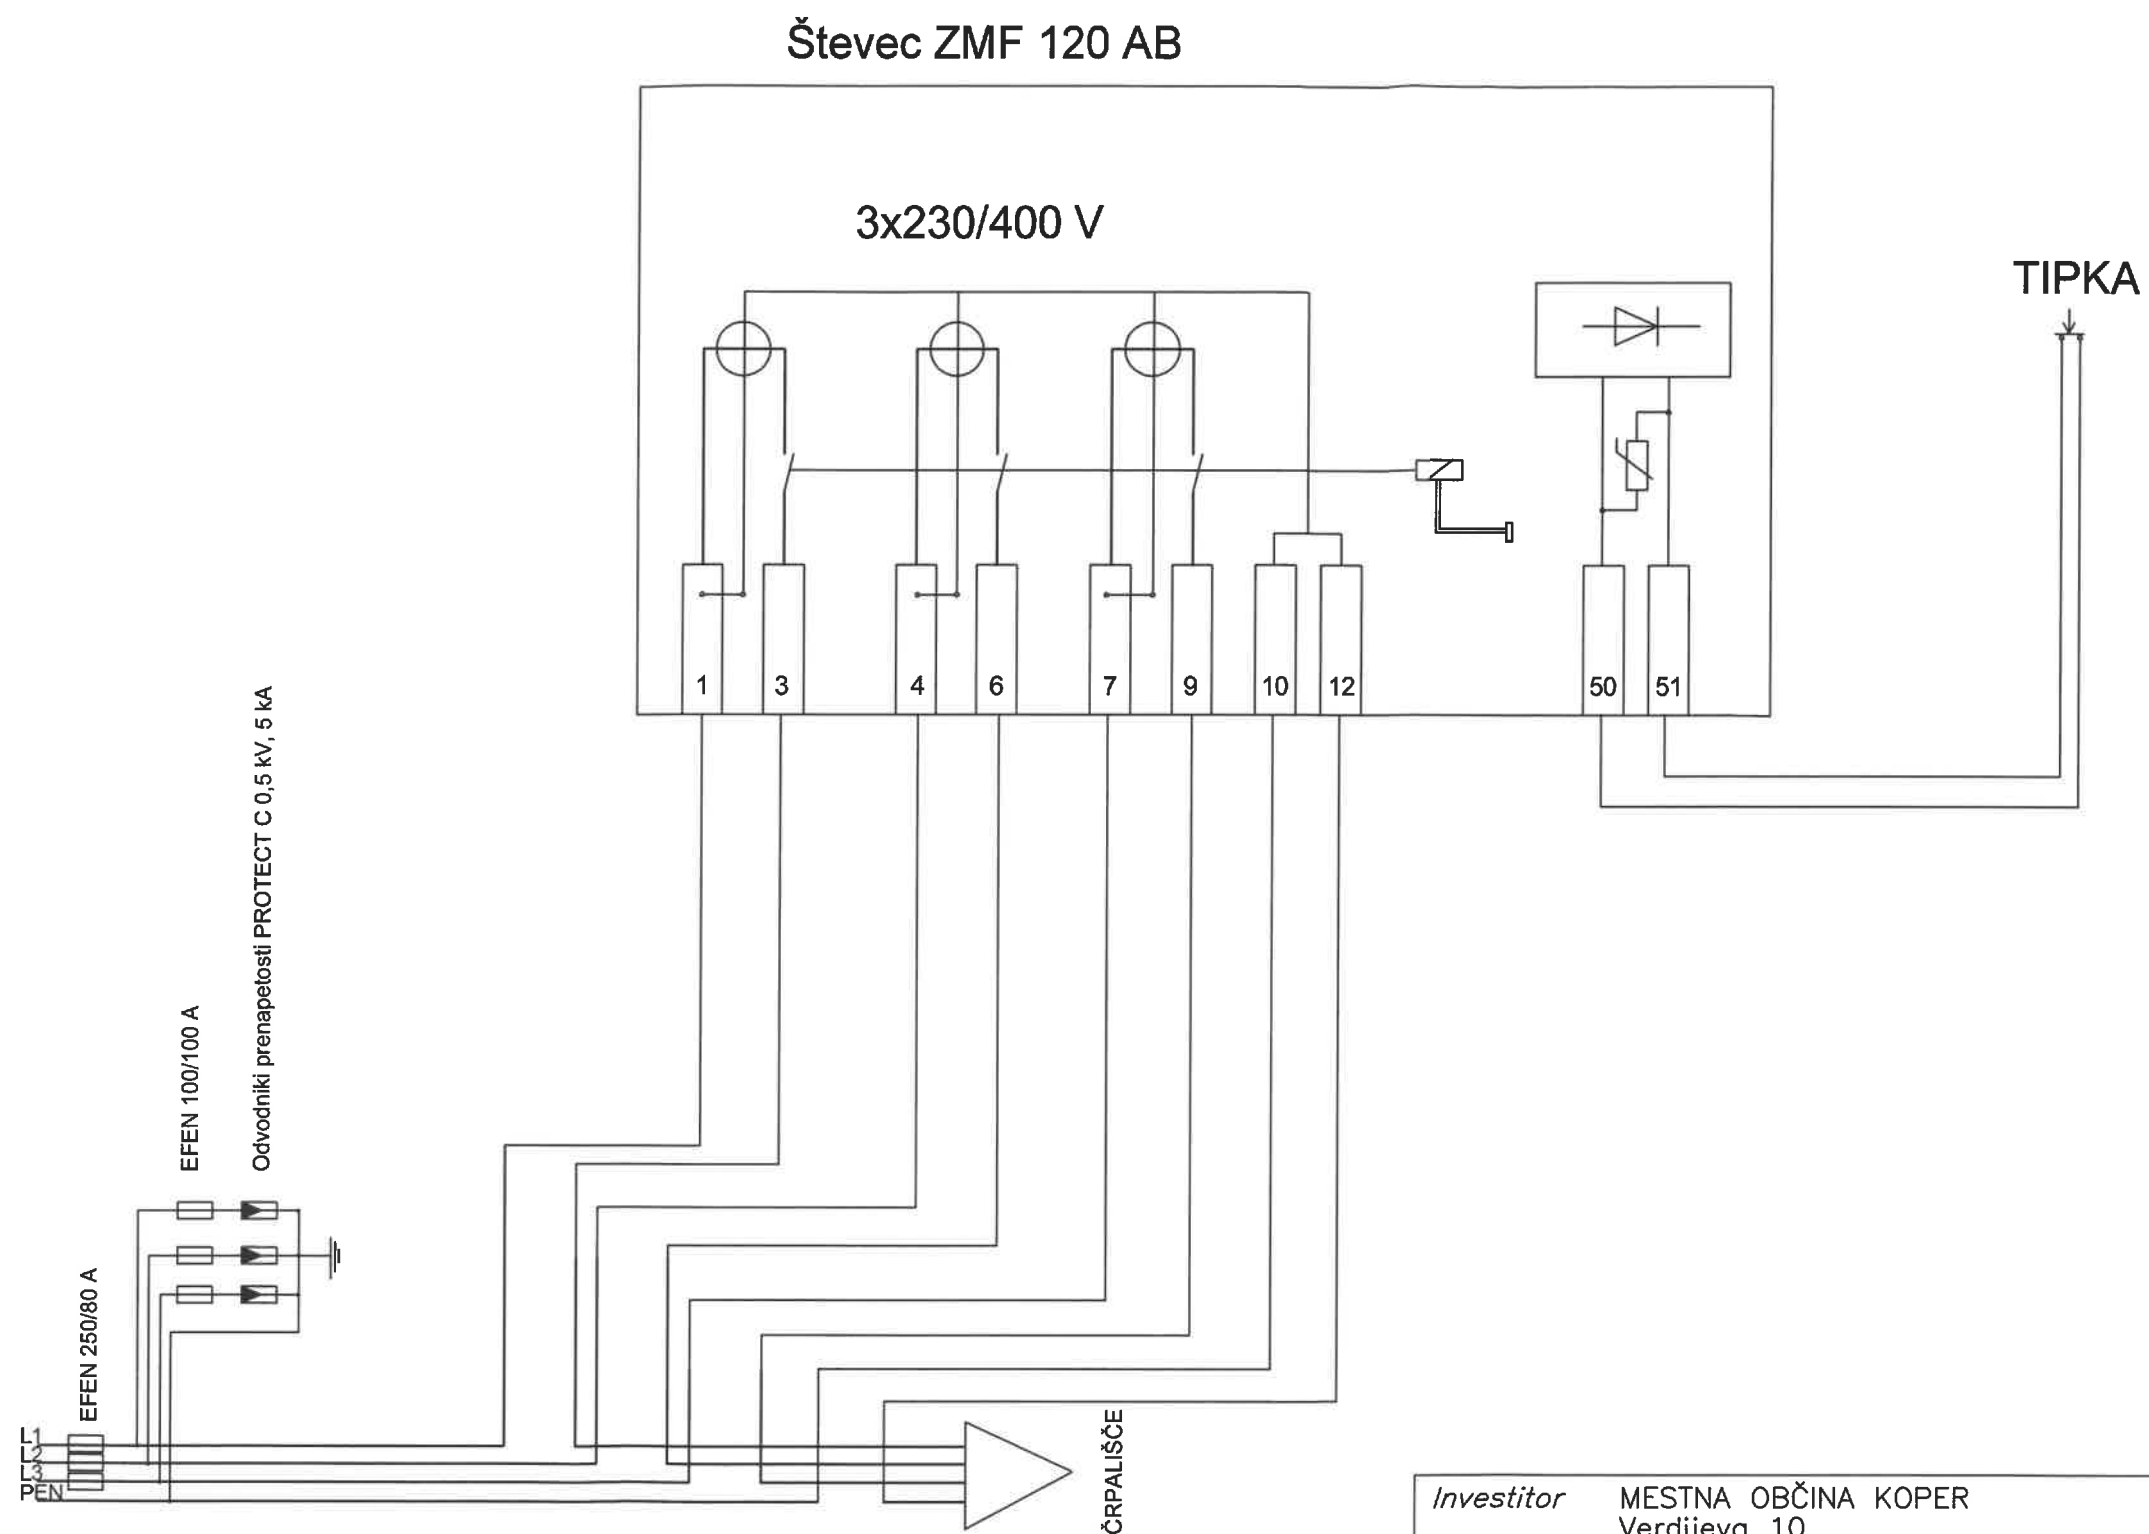 Števec ZMF 120 AB
3x230/400 V
TIPKA
1 3 4 6 7 9 10 12 50 51
Odvodniki prenapetosti PROTECT C 0,5 kV, 5 kA
EFEN 100/100 A
EFEN 250/80 A
L1
L2
L3
PEN
ČRPALIŠČE
Investitor MESTNA OBČINA KOPER
Verdijeva 10